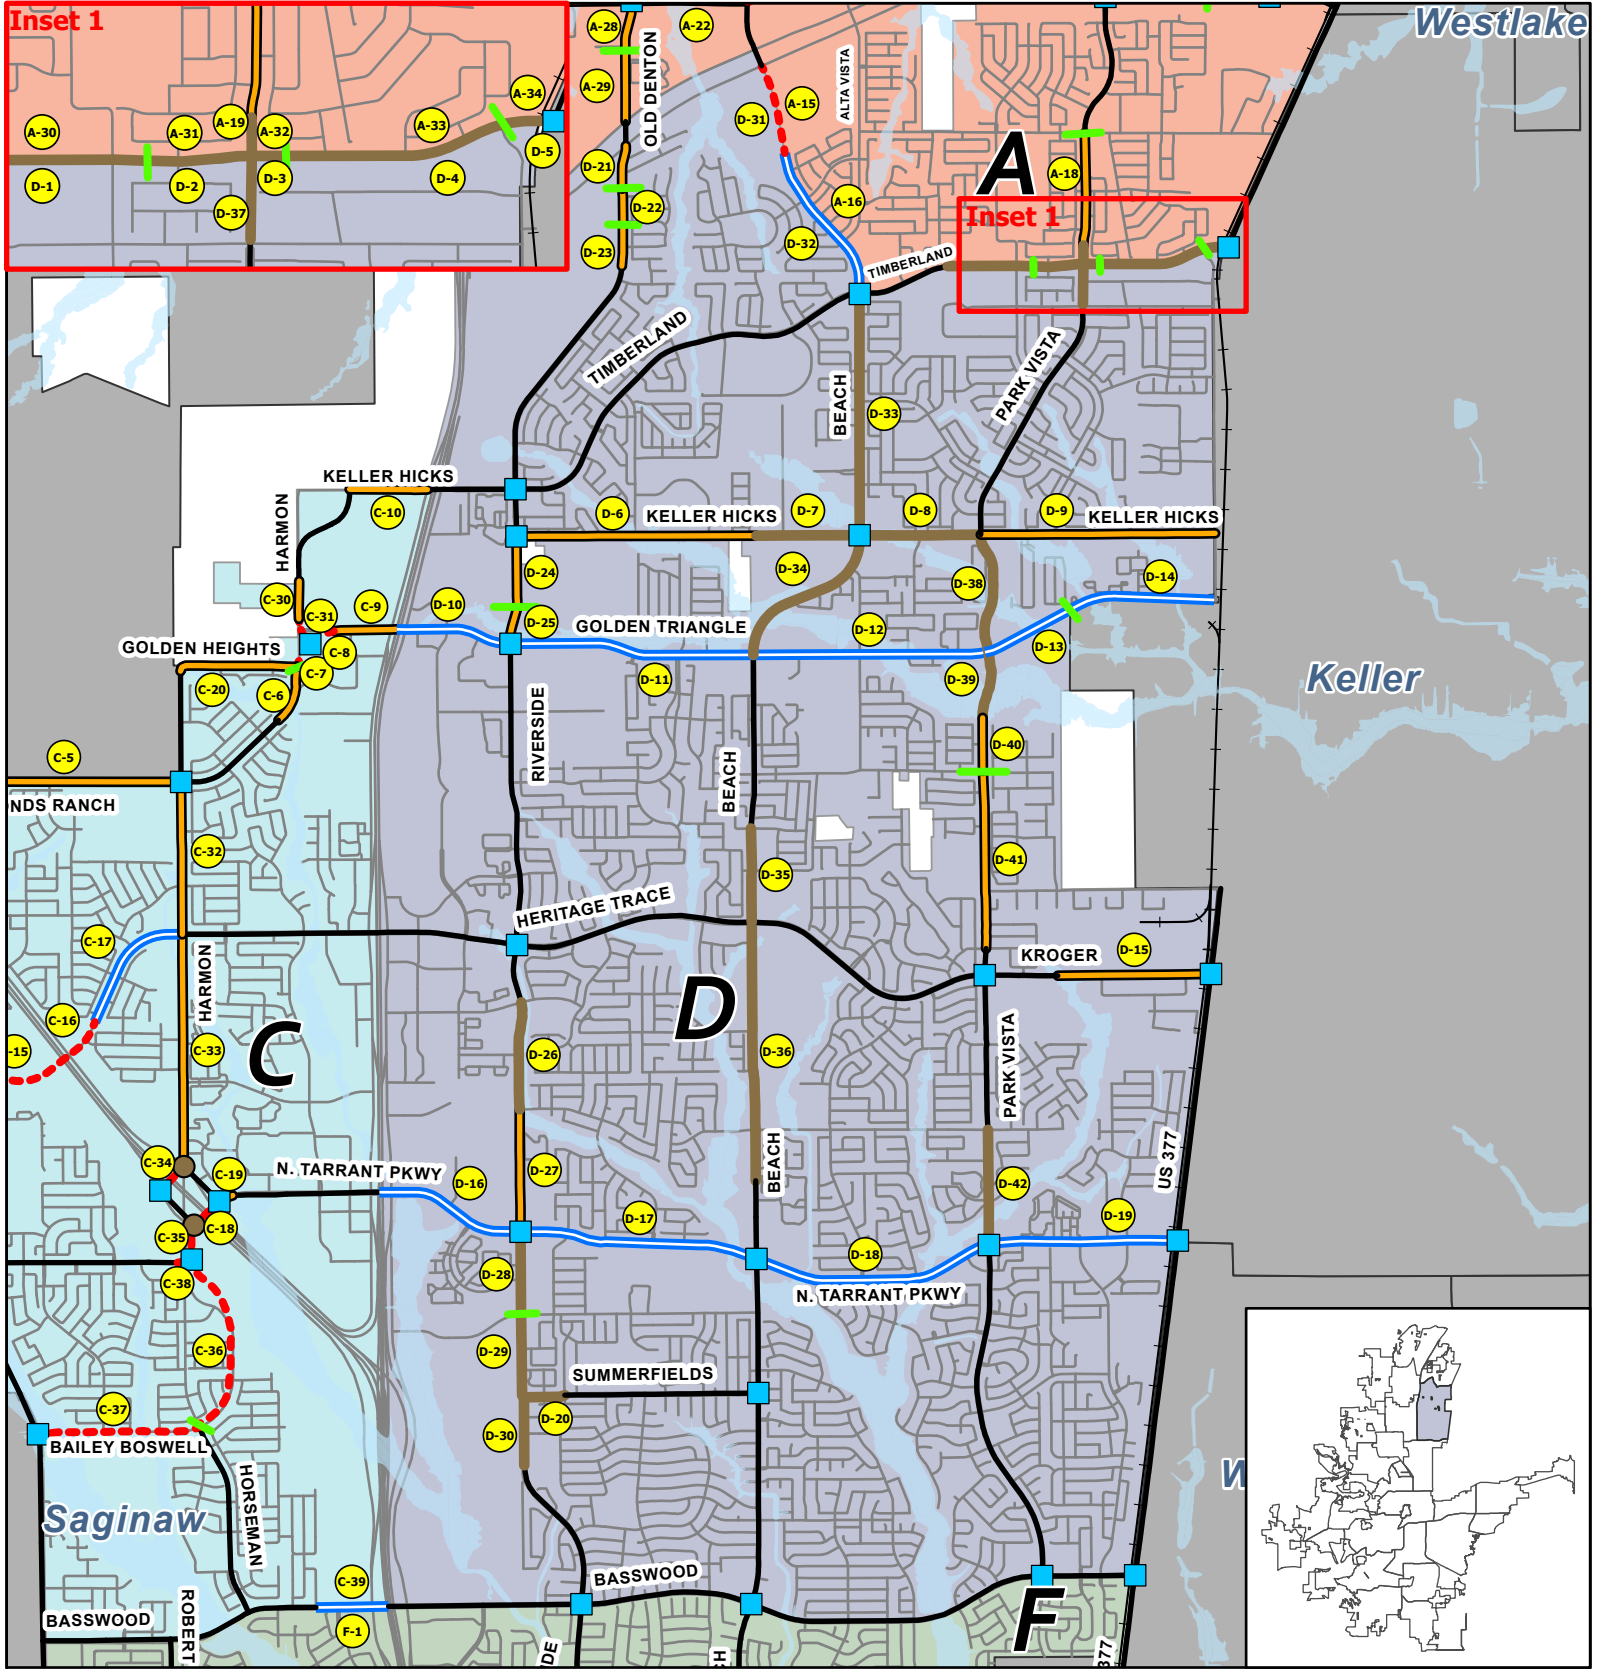 Inset 1
Westlake
A-28
A-22
OLD DENTON
ALTA VISTA
A-29
A-34
A-15
D-31
A-30
A-31
A-19
A-32
A-33
A
D-5
D-21
A-18
D-1
D-2
D-3
D-4
D-22
A-16
D-37
Inset 1
D-23
D-32
TIMBERLAND
TIMBERLAND
PARK VISTA
BEACH
D-33
KELLER HICKS
HARMON
C-10
D-6
KELLER HICKS
D-7
D-8
D-9
KELLER HICKS
D-24
D-34
D-38
D-14
C-30
C-31
C-9
D-10
D-25
GOLDEN TRIANGLE
D-12
GOLDEN HEIGHTS
C-8
D-13
C-7
C-20
C-6
D-11
D-39
Keller
RIVERSIDE
C-5
D-40
BEACH
NDS RANCH
C-32
D-41
D-35
HERITAGE TRACE
C-17
KROGER
D-15
HARMON
D
C-16
-15
C-33
C
D-26
D-36
PARK VISTA
C-34
C-19
N. TARRANT PKWY
D-16
D-27
BEACH
US 377
D-42
C-35
C-18
D-17
D-19
D-18
C-38
D-28
N. TARRANT PKWY
C-36
D-29
SUMMERFIELDS
C-37
D-20
D-30
BAILEY BOSWELL
W
HORSEMAN
Saginaw
C-39
BASSWOOD
BASSWOOD
ROBERT
F-1
F
IDE
CH
377